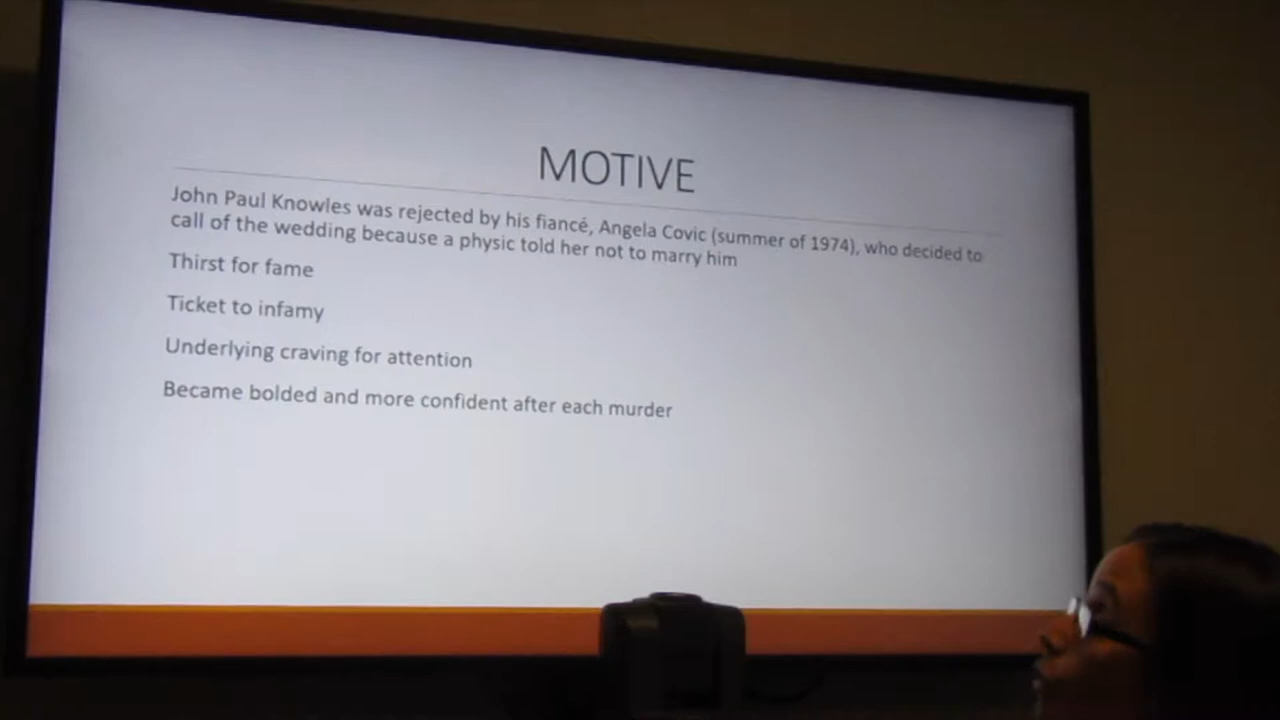 MOTIVE
John Paul Knowles was rejected by his fiancé, Angela Covic (summer of 1974), who decided to
call of the wedding because a physic told her not to marry him
Thirst for fame
Ticket to infamy
Underlying craving for attention
Became bolded and more confident after each murder